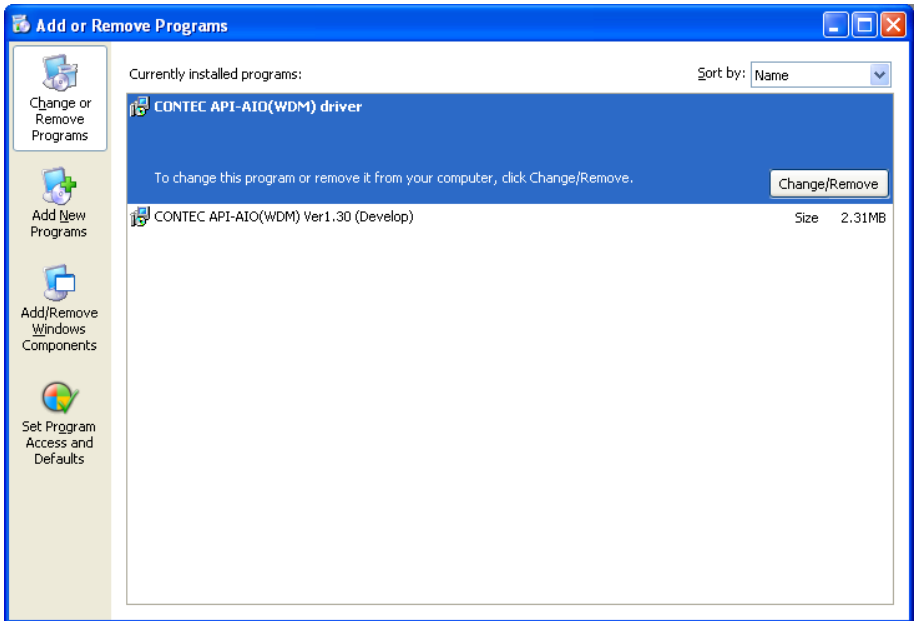 Add or Remove Programs
Change or
Remove
Programs
Add New
Programs
Add/Remove
Windows
Components
Set Program
Access and
Defaults
Currently installed programs:
Sort by: Name
CONTEC API-AIO(WDM) driver
To change this program or remove it from your computer, click Change/Remove.
Change/Remove
CONTEC API-AIO(WDM) Ver1.30 (Develop) Size 2.31MB